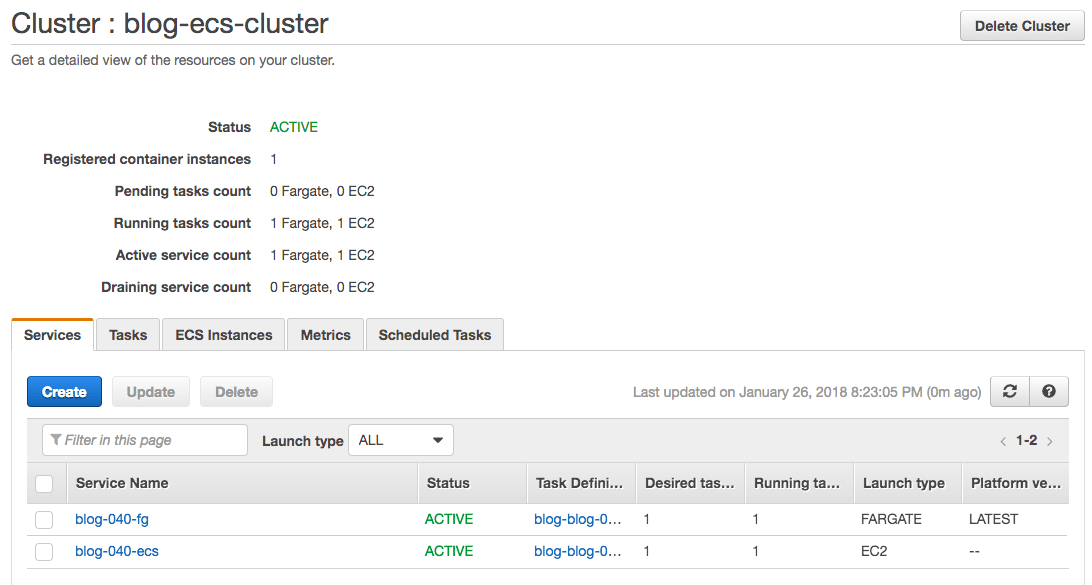 Cluster : blog-ecs-cluster
Delete Cluster
Get a detailed view of the resources on your cluster.
Status ACTIVE
Registered container instances 1
Pending tasks count 0 Fargate, 0 EC2
Running tasks count 1 Fargate, 1 EC2
Active service count 1 Fargate, 1 EC2
Draining service count 0 Fargate, 0 EC2
Services Tasks ECS Instances Metrics Scheduled Tasks
Create Update Delete Last updated on January 26, 2018 8:23:05 PM (0m ago) ?
Filter in this page Launch type ALL < 1-2 >
Service Name Status Task Defini... Desired tas... Running ta... Launch type Platform ve...
blog-040-fg ACTIVE blog-blog-0... 1 1 FARGATE LATEST
blog-040-ecs ACTIVE blog-blog-0... 1 1 EC2 --